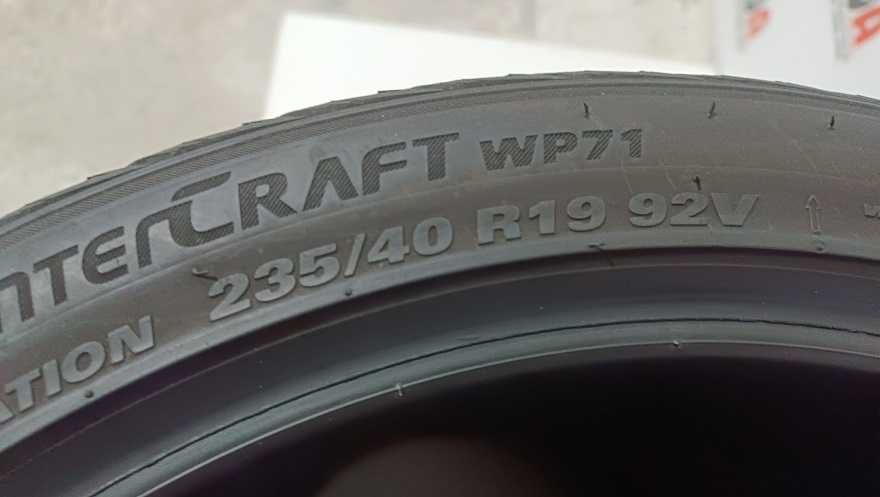 NTERCRAFT WP71
ATION 235/40 R19 92V